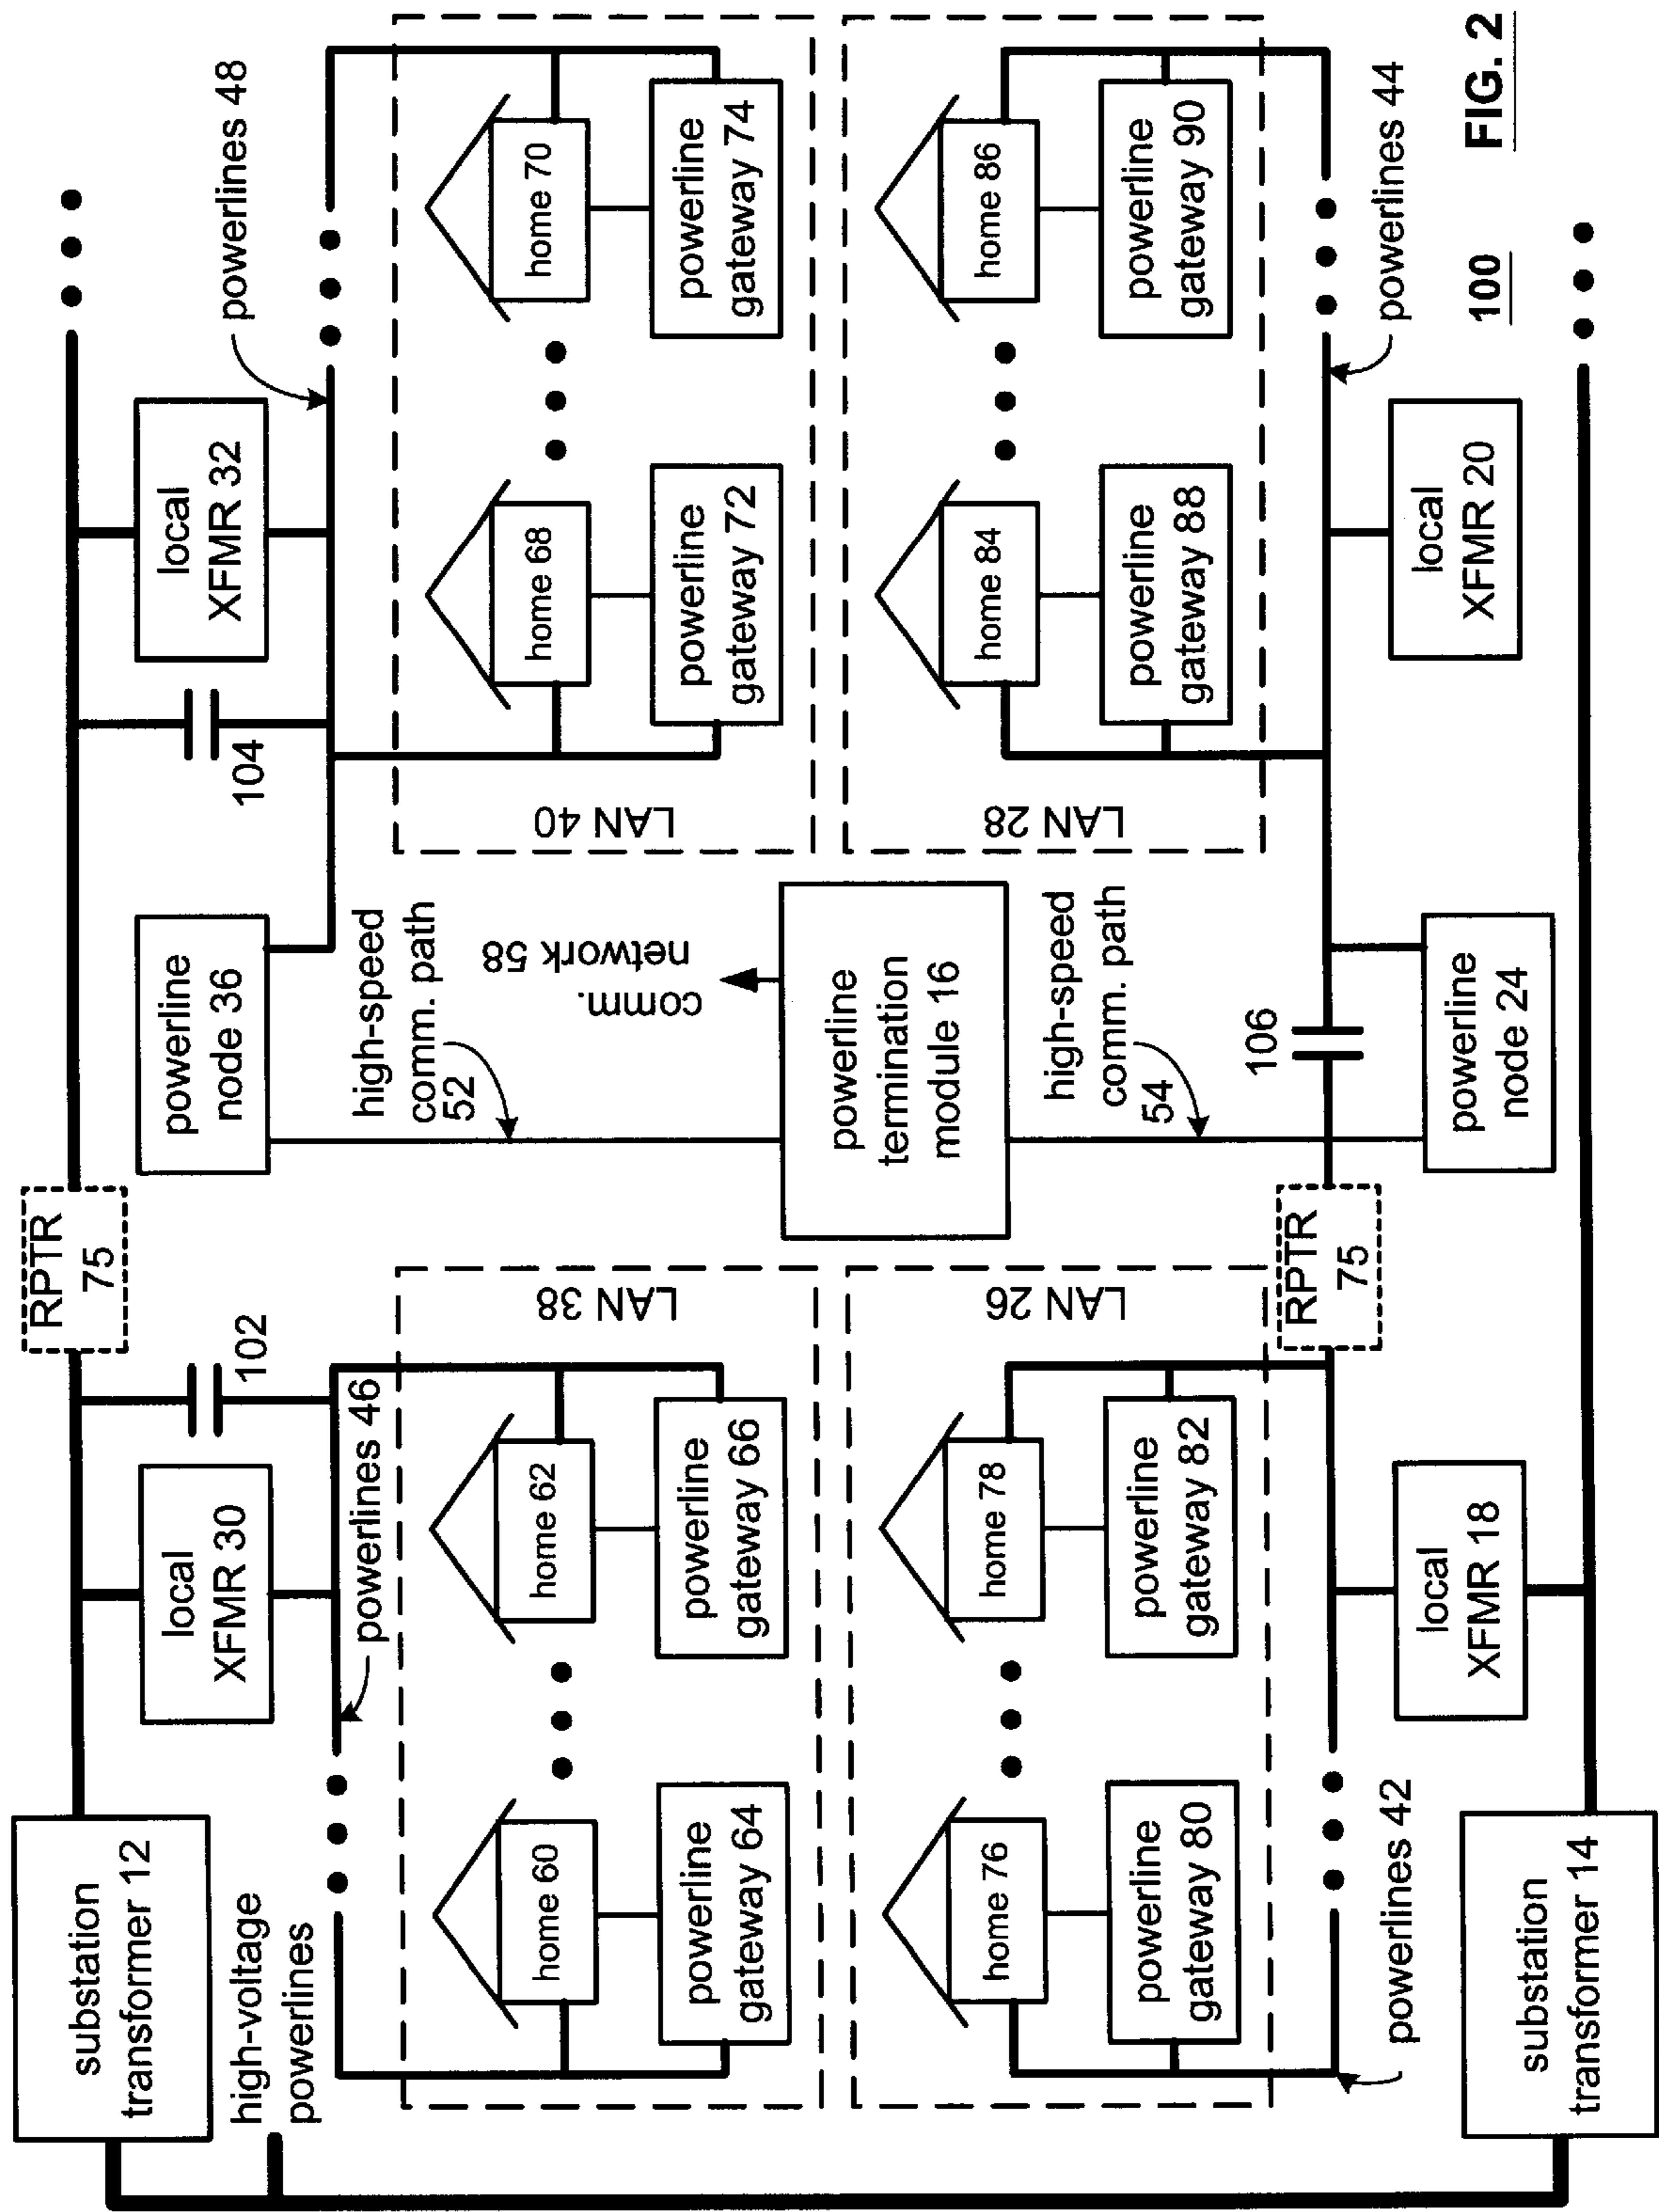 substation
transformer 12
high-voltage
powerlines
local
XFMR 30
102
powerlines 46
RPTR
75
104
local
XFMR 32
powerlines 48
powerline
node 36
high-speed
comm. path
52
LAN 38
home 60
powerline
gateway 64
home 62
powerline
gateway 66
LAN 40
home 68
powerline
gateway 72
home 70
powerline
gateway 74
comm.
network 58
powerline
termination
module 16
high-speed
comm. path
54
LAN 26
home 76
powerline
gateway 80
home 78
powerline
gateway 82
LAN 28
home 84
powerline
gateway 88
home 86
powerline
gateway 90
RPTR
75
106
powerlines 42
powerlines 44
local
XFMR 18
powerline
node 24
local
XFMR 20
substation
transformer 14
100
FIG. 2